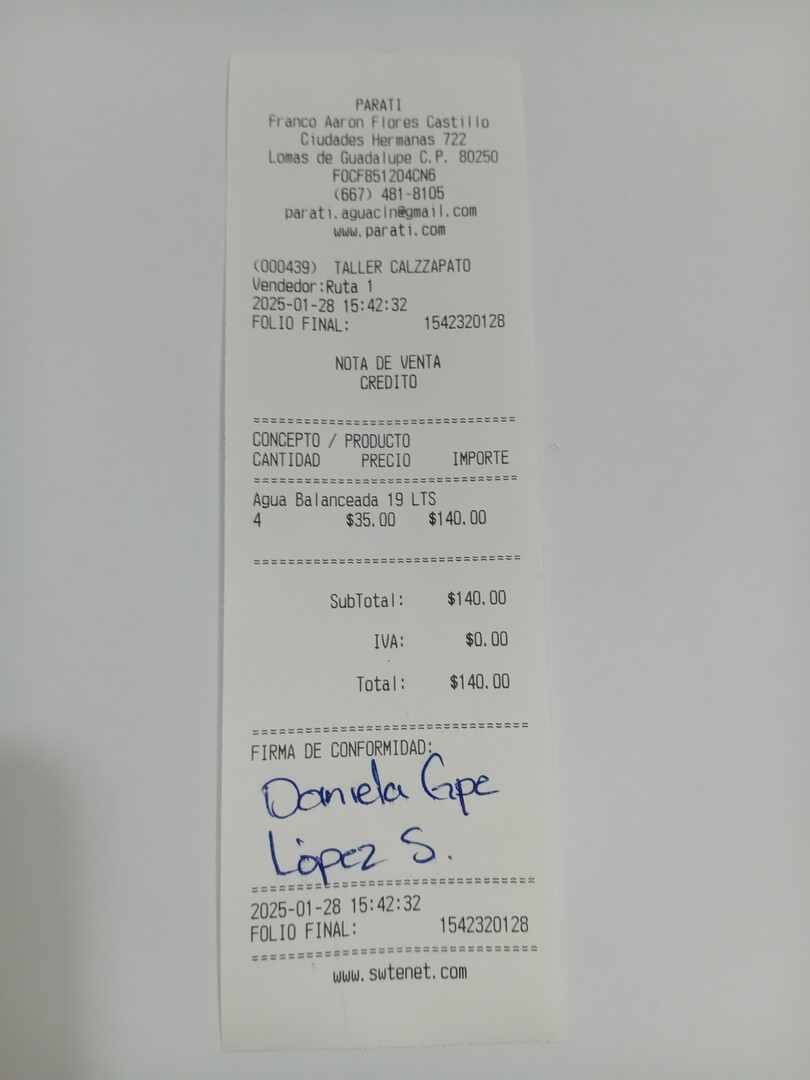 PARATI
Franco Aaron Flores Castillo
Ciudades Hermanas 722
Lomas de Guadalupe C.P. 80250
FOCF851204CN6
(667) 481-8105
parati.aguacln@gmail.com
www.parati.com
(000439) TALLER CALZZAPATO
Vendedor:Ruta 1
2025-01-28 15:42:32
FOLIO FINAL: 1542320128
NOTA DE VENTA
CREDITO
================================
CONCEPTO / PRODUCTO
CANTIDAD PRECIO IMPORTE
================================
Agua Balanceada 19 LTS
4 $35.00 $140.00
================================
SubTotal: $140.00
IVA: $0.00
Total: $140.00
================================
FIRMA DE CONFORMIDAD:
Daniela Gpe
López S.
================================
2025-01-28 15:42:32
FOLIO FINAL: 1542320128
================================
www.swtenet.com